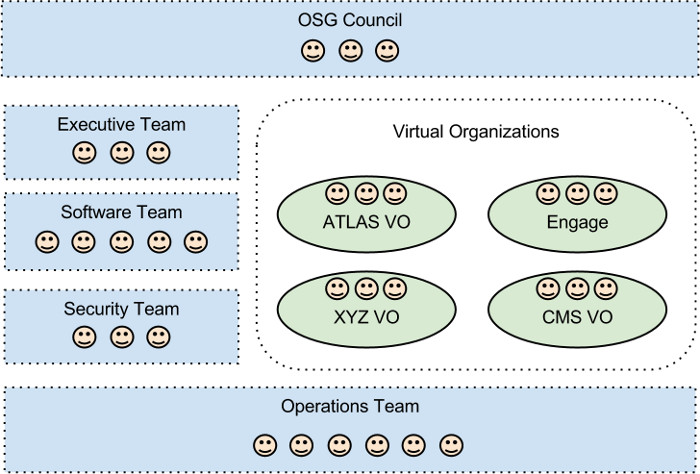 OSG Council
Executive Team
Software Team
Security Team
Virtual Organizations
ATLAS VO
Engage
XYZ VO
CMS VO
Operations Team